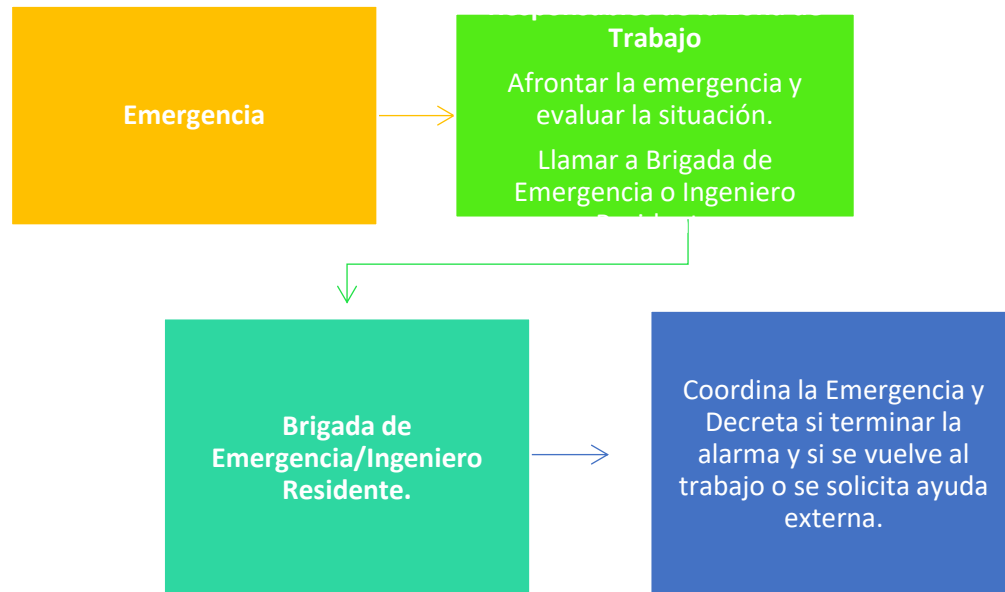 Emergencia
Trabajo
Afrontar la emergencia y
evaluar la situación.
Llamar a Brigada de
Emergencia o Ingeniero
Brigada de
Emergencia/Ingeniero
Residente.
Coordina la Emergencia y
Decreta si terminar la
alarma y si se vuelve al
trabajo o se solicita ayuda
externa.